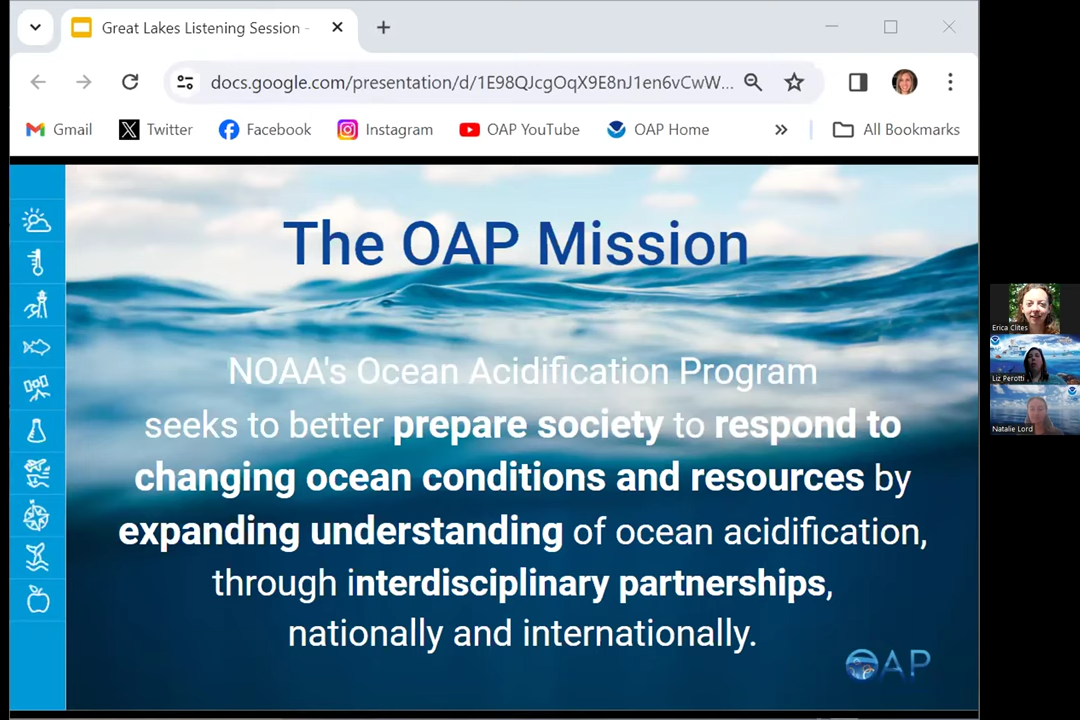 Great Lakes Listening Session -
docs.google.com/presentation/d/1E98QJcgOqX9E8nJ1en6vCwW...
Gmail Twitter Facebook Instagram OAP YouTube OAP Home All Bookmarks
The OAP Mission
NOAA's Ocean Acidification Program
seeks to better prepare society to respond to
changing ocean conditions and resources by
expanding understanding of ocean acidification,
through interdisciplinary partnerships,
nationally and internationally.
OAP
Erica Clites
Liz Perotti
Natalie Lord